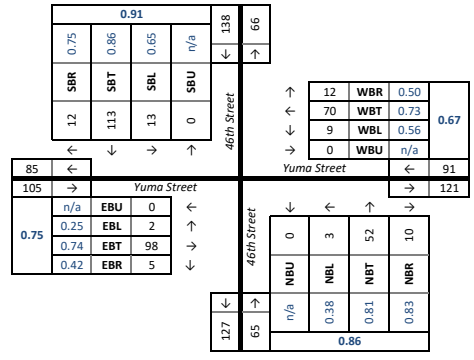 0.91
0.75 0.86 0.65 n/a
SBR SBT SBL SBU
12 113 13 0
← ↓ → ↑
138 66
↓ ↑
46th Street
↑ 12 WBR 0.50
← 70 WBT 0.73
↓ 9 WBL 0.56
→ 0 WBU n/a
0.67
Yuma Street
85 ←
← 91
105 →
Yuma Street
→ 121
0.75
n/a EBU 0 ←
0.25 EBL 2 ↑
0.74 EBT 98 →
0.42 EBR 5 ↓
46th Street
↓ ← ↑ →
0 3 52 10
NBU NBL NBT NBR
n/a 0.38 0.81 0.83
0.86
↓ ↑
127 65